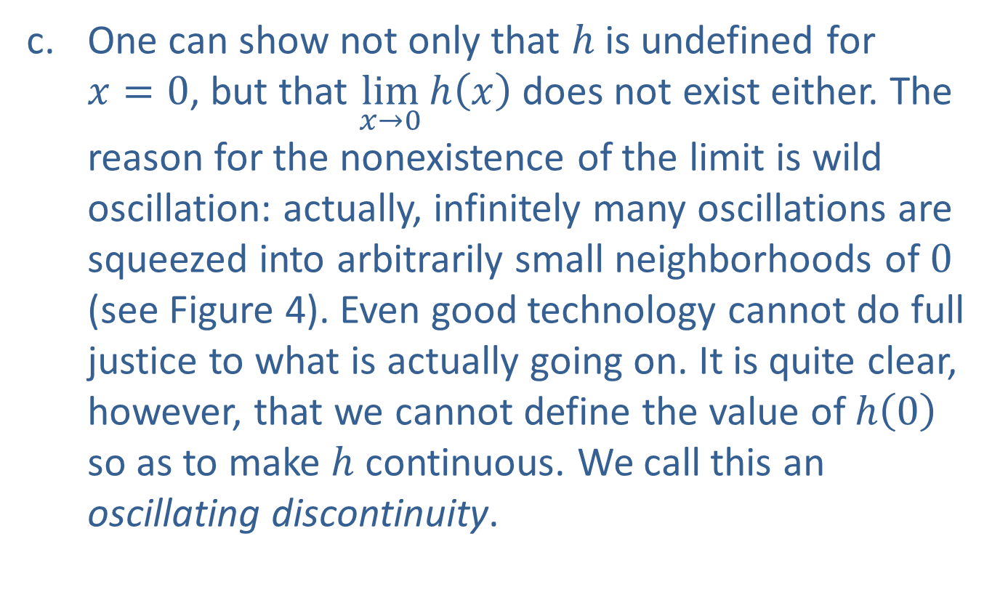 c. One can show not only that h is undefined for
x = 0, but that lim h(x) does not exist either. The
x→0
reason for the nonexistence of the limit is wild
oscillation: actually, infinitely many oscillations are
squeezed into arbitrarily small neighborhoods of 0
(see Figure 4). Even good technology cannot do full
justice to what is actually going on. It is quite clear,
however, that we cannot define the value of h(0)
so as to make h continuous. We call this an
oscillating discontinuity.